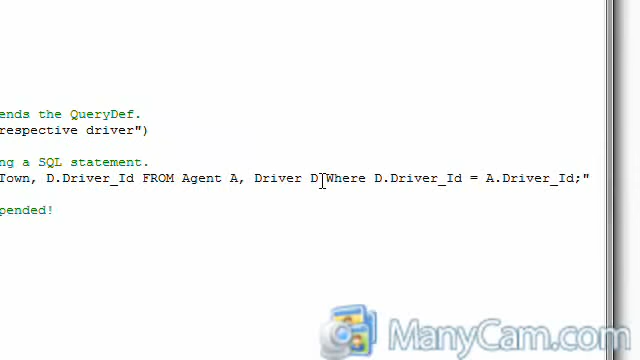 ends the QueryDef.
respective driver")
ng a SQL statement.
Town, D.Driver_Id FROM Agent A, Driver D Where D.Driver_Id = A.Driver_Id;"
pended!
ManyCam.com